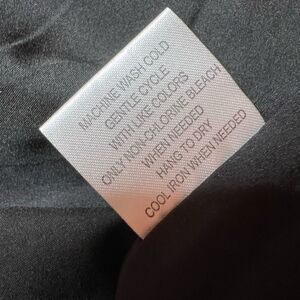 MACHINE WAGH COLD
GENTLE CYCLE
WITH LIKE COLORS
ONLY NON-CHLORINE BLEACH
WHEN NEEDED
HANG TO DRY
COOL IRON WHEN NEEDED